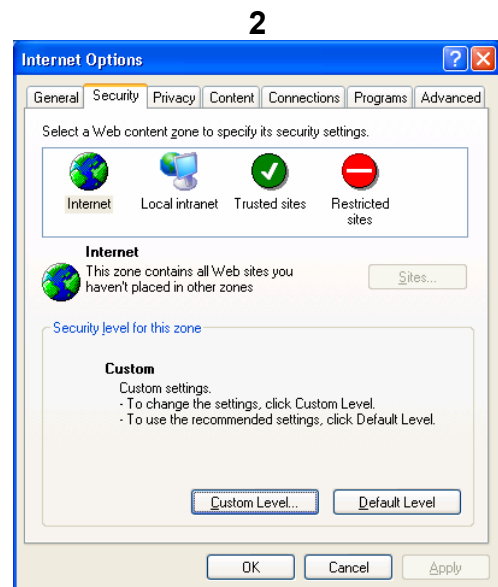 2
Internet Options
General Security Privacy Content Connections Programs Advanced
Select a Web content zone to specify its security settings.
Internet Local intranet Trusted sites Restricted sites
Internet
This zone contains all Web sites you
haven't placed in other zones
Sites...
Security level for this zone
Custom
Custom settings.
- To change the settings, click Custom Level.
- To use the recommended settings, click Default Level.
Custom Level... Default Level
OK Cancel Apply